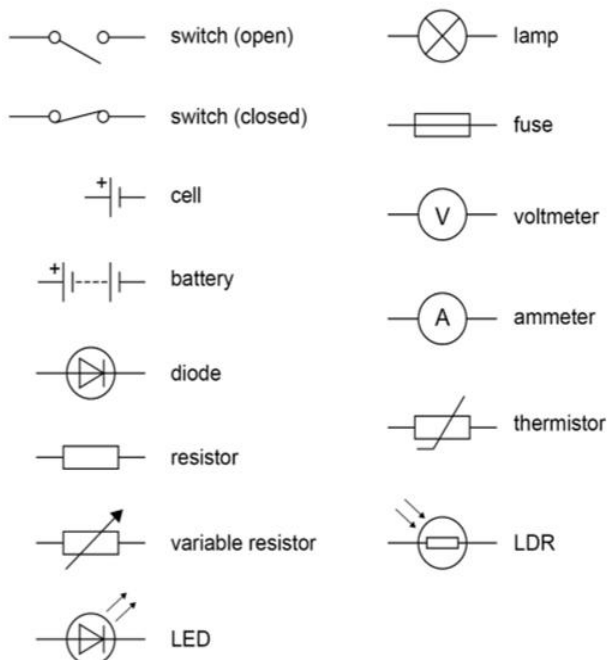 switch (open)
switch (closed)
+
cell
+
battery
diode
resistor
variable resistor
LED
lamp
fuse
V
voltmeter
A
ammeter
thermistor
LDR